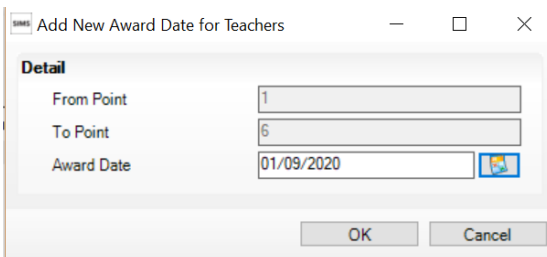 SIMS Add New Award Date for Teachers
Detail
From Point 1
To Point 6
Award Date 01/09/2020
OK Cancel